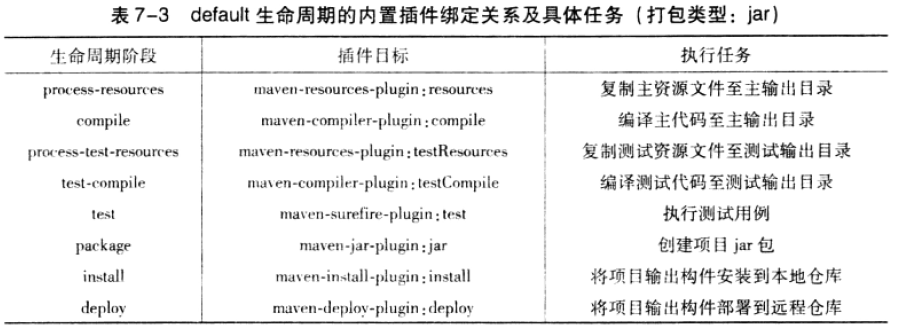 表 7-3 default 生命周期的内置插件绑定关系及具体任务（打包类型：jar）
生命周期阶段 插件目标 执行任务
process-resources maven-resources-plugin:resources 复制主资源文件至主输出目录
compile maven-compiler-plugin:compile 编译主代码至主输出目录
process-test-resources maven-resources-plugin:testResources 复制测试资源文件至测试输出目录
test-compile maven-compiler-plugin:testCompile 编译测试代码至测试输出目录
test maven-surefire-plugin:test 执行测试用例
package maven-jar-plugin:jar 创建项目 jar 包
install maven-install-plugin:install 将项目输出构件安装到本地仓库
deploy maven-deploy-plugin:deploy 将项目输出构件部署到远程仓库